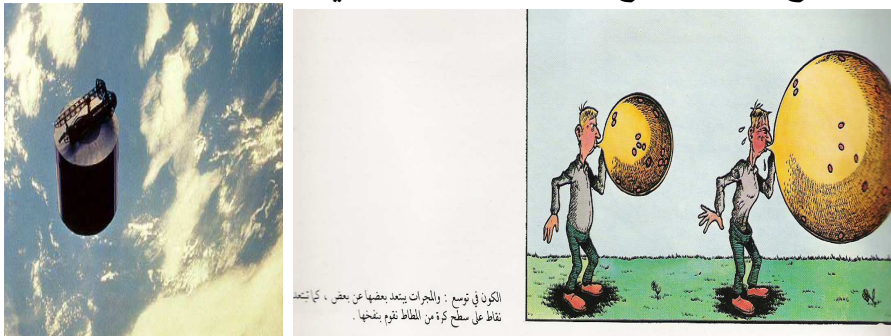 الكون في توسع : والمجرات يبتعد بعضها عن بعض ، كما تبتعد
نقاط على سطح كرة من المطاط نقوم بنفخها .